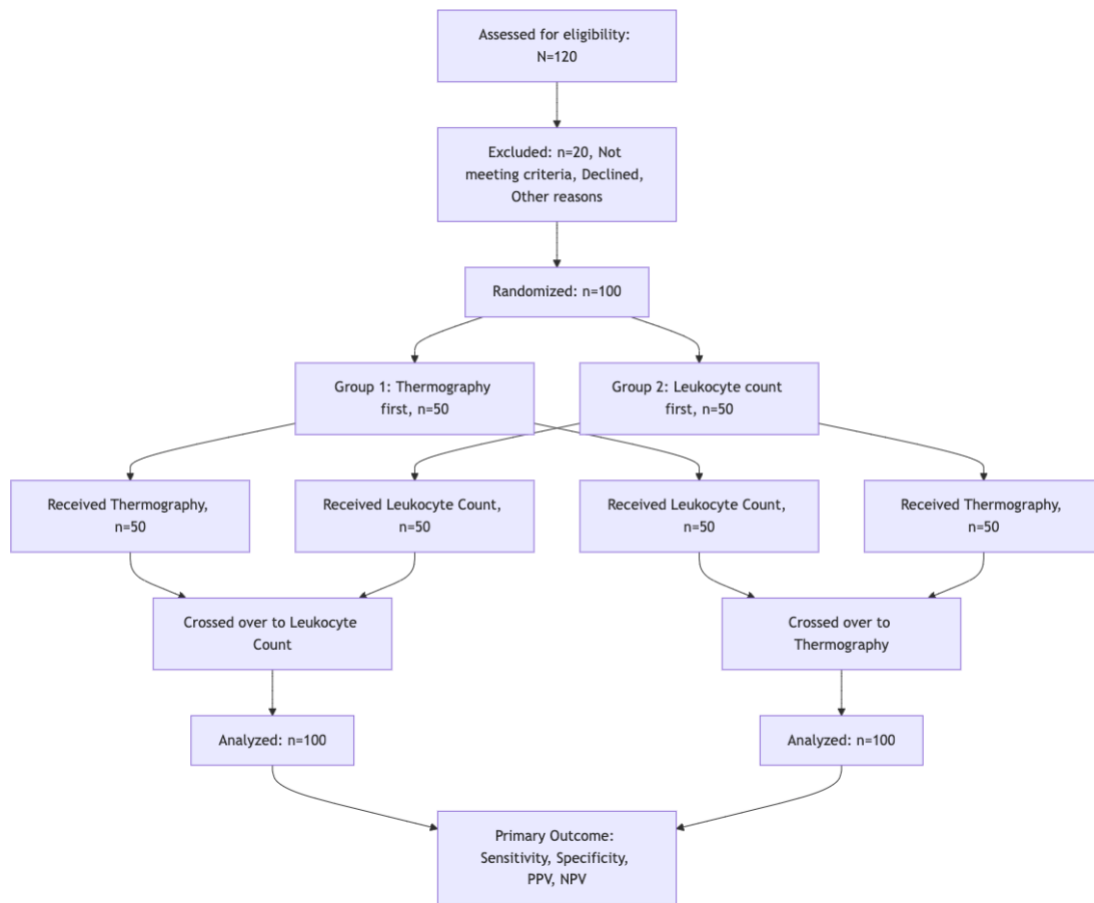 Assessed for eligibility:
N=120
Excluded: n=20, Not
meeting criteria, Declined,
Other reasons
Randomized: n=100
Group 1: Thermography
first, n=50
Group 2: Leukocyte count
first, n=50
Received Thermography,
n=50
Received Leukocyte Count,
n=50
Received Leukocyte Count,
n=50
Received Thermography,
n=50
Crossed over to Leukocyte
Count
Crossed over to
Thermography
Analyzed: n=100
Analyzed: n=100
Primary Outcome:
Sensitivity, Specificity,
PPV, NPV